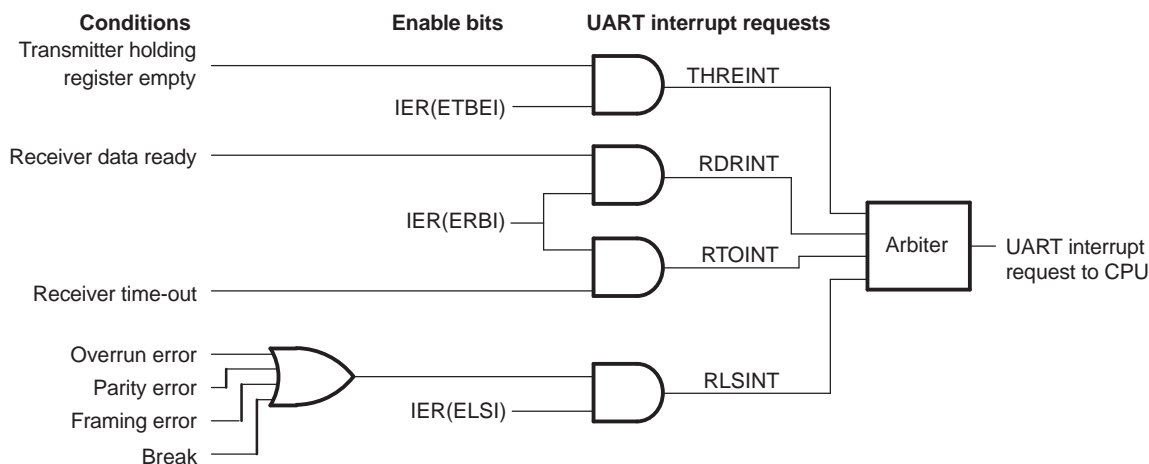 Conditions
Enable bits
UART interrupt requests
Transmitter holding
register empty
THREINT
IER(ETBEI)
Receiver data ready
RDRINT
IER(ERBI)
Arbiter
UART interrupt
request to CPU
RTOINT
Receiver time-out
Overrun error
Parity error
Framing error
Break
RLSINT
IER(ELSI)